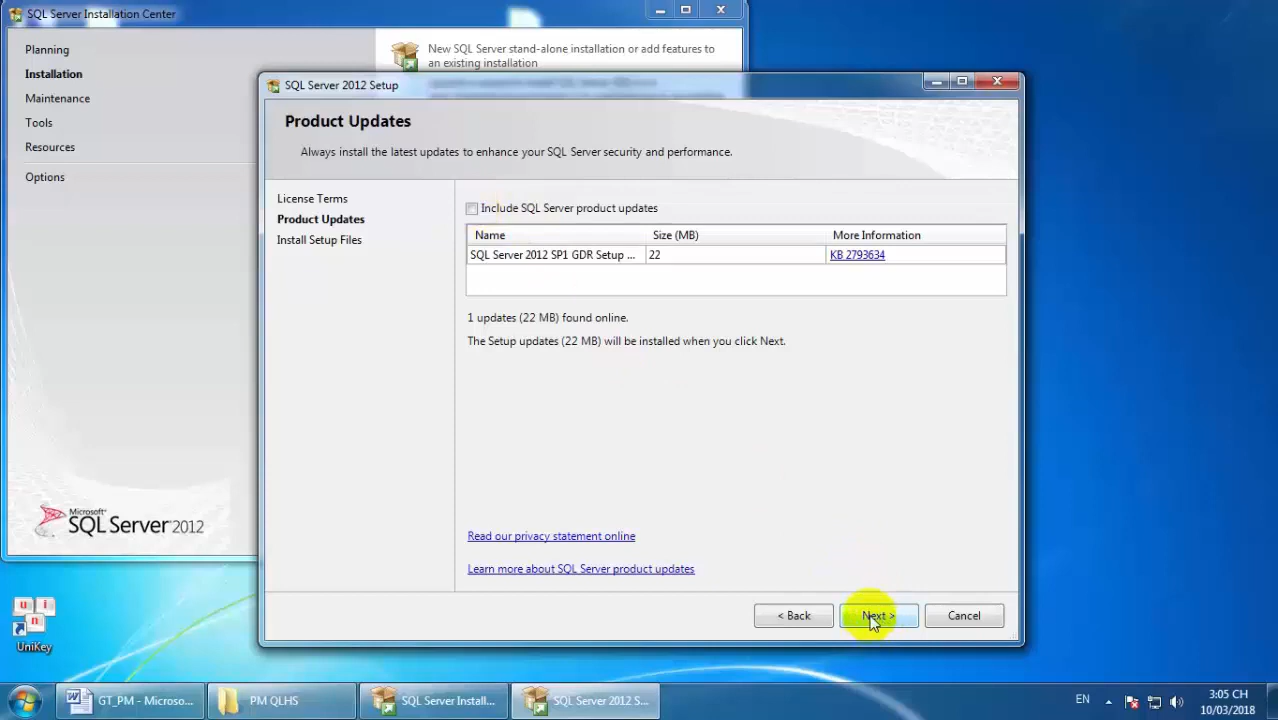 SQL Server Installation Center
Planning
Installation
Maintenance
Tools
Resources
Options
New SQL Server stand-alone installation or add features to
an existing installation
Microsoft®
SQL Server 2012
SQL Server 2012 Setup
Product Updates
Always install the latest updates to enhance your SQL Server security and performance.
License Terms
Product Updates
Install Setup Files
Include SQL Server product updates
Name Size (MB) More Information
SQL Server 2012 SP1 GDR Setup ... 22 KB 2793634
1 updates (22 MB) found online.
The Setup updates (22 MB) will be installed when you click Next.
Read our privacy statement online
Learn more about SQL Server product updates
< Back Next > Cancel
u i
n
UniKey
GT_PM - Microso... PM QLHS SQL Server Install... SQL Server 2012 S... EN 3:05 CH
10/03/2018